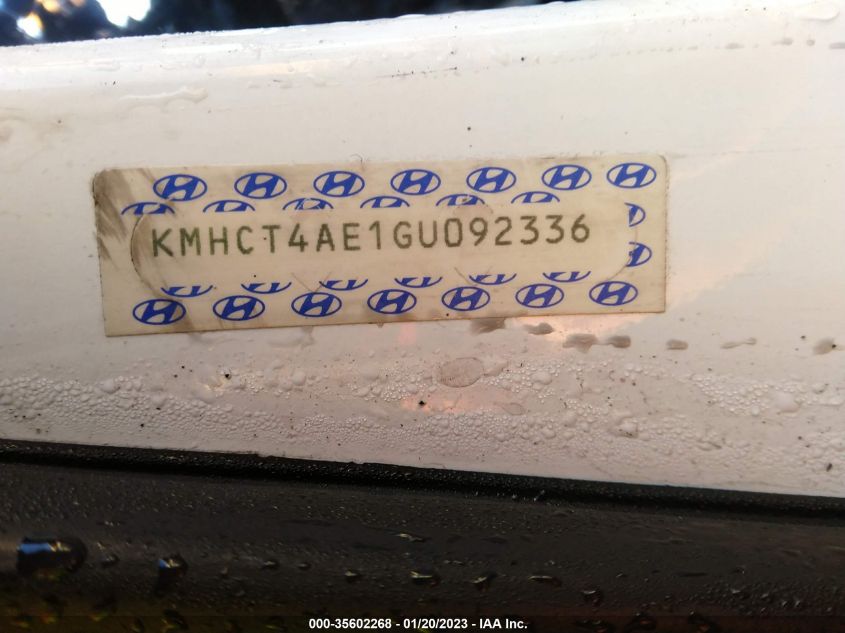 KMHCT4AE1GU092336
000-35602268 - 01/20/2023 - IAA Inc.